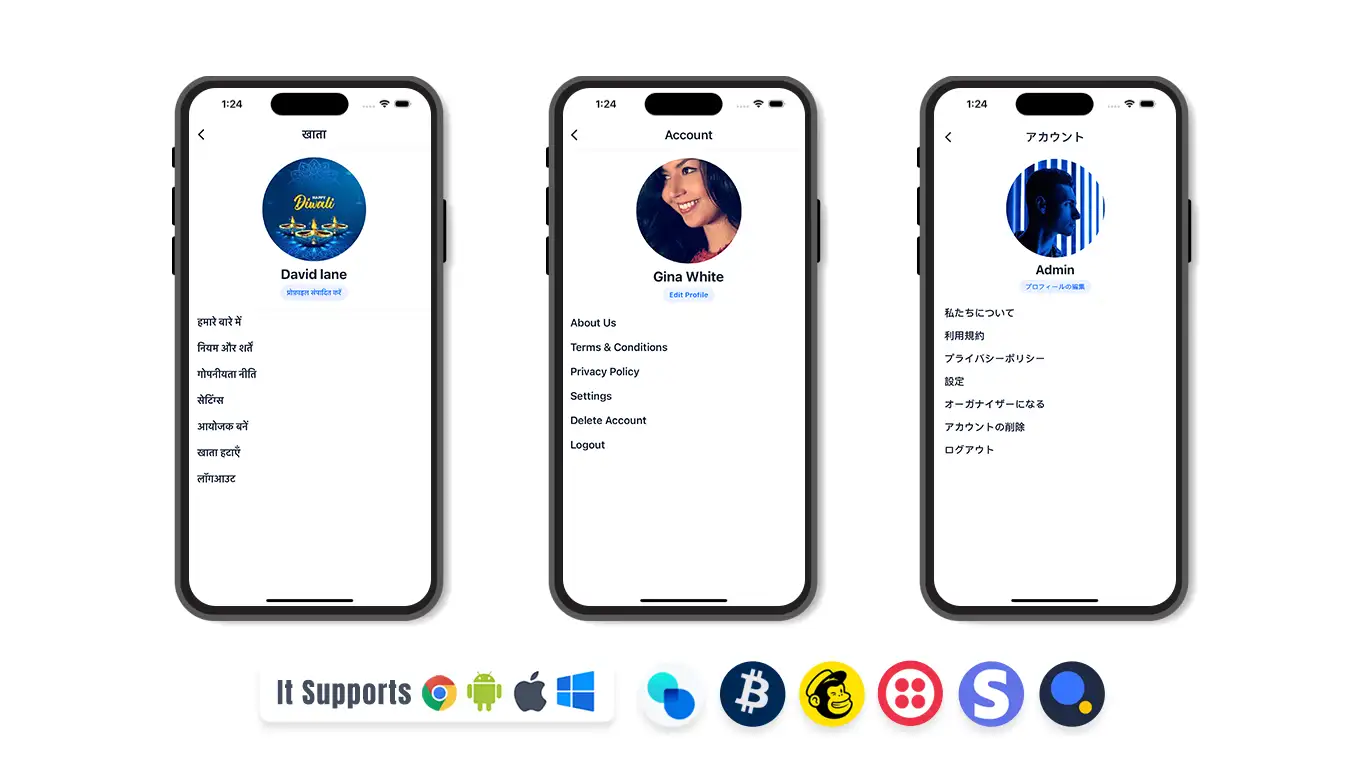 1:24
खाता
HAPPY
Diwali
David lane
प्रोफ़ाइल संपादित करें
हमारे बारे में
नियम और शर्तें
गोपनीयता नीति
सेटिंग्स
आयोजक बनें
खाता हटाएँ
लॉगआउट
1:24
Account
Gina White
Edit Profile
About Us
Terms & Conditions
Privacy Policy
Settings
Delete Account
Logout
1:24
アカウント
Admin
プロフィールの編集
私たちについて
利用規約
プライバシーポリシー
設定
オーガナイザーになる
アカウントの削除
ログアウト
It Supports